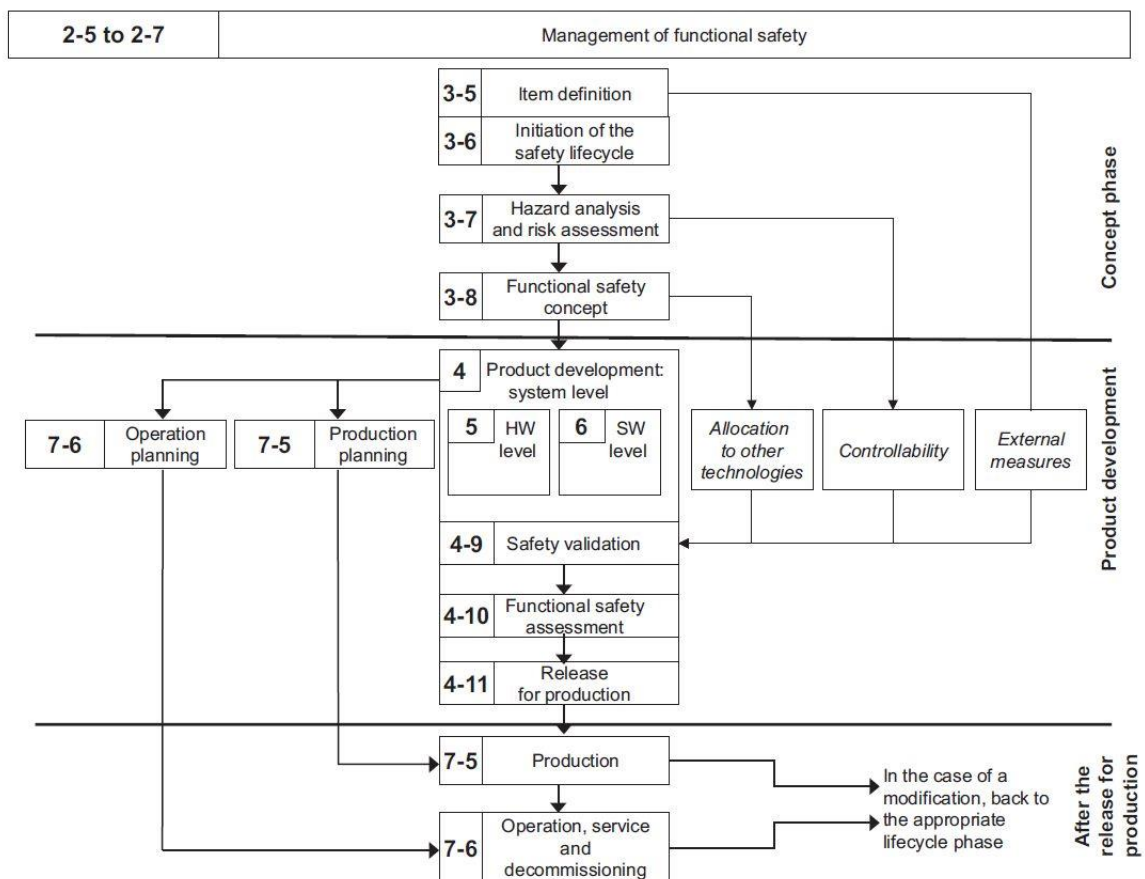 2-5 to 2-7
Management of functional safety
3-5
Item definition
3-6
Initiation of the
safety lifecycle
3-7
Hazard analysis
and risk assessment
3-8
Functional safety
concept
Concept phase
4
Product development:
system level
5
HW
level
6
SW
level
7-6
Operation
planning
7-5
Production
planning
Allocation
to other
technologies
Controllability
External
measures
4-9
Safety validation
4-10
Functional safety
assessment
4-11
Release
for production
Product development
7-5
Production
7-6
Operation, service
and
decommissioning
In the case of a
modification, back to
the appropriate
lifecycle phase
After the
release for
production